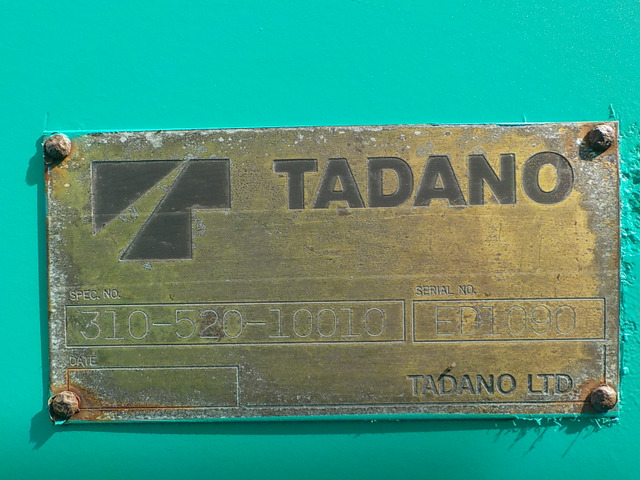 TADANO
SPEC. NO.
SERIAL NO.
310-520-10010
DATE
TADANO LTD.